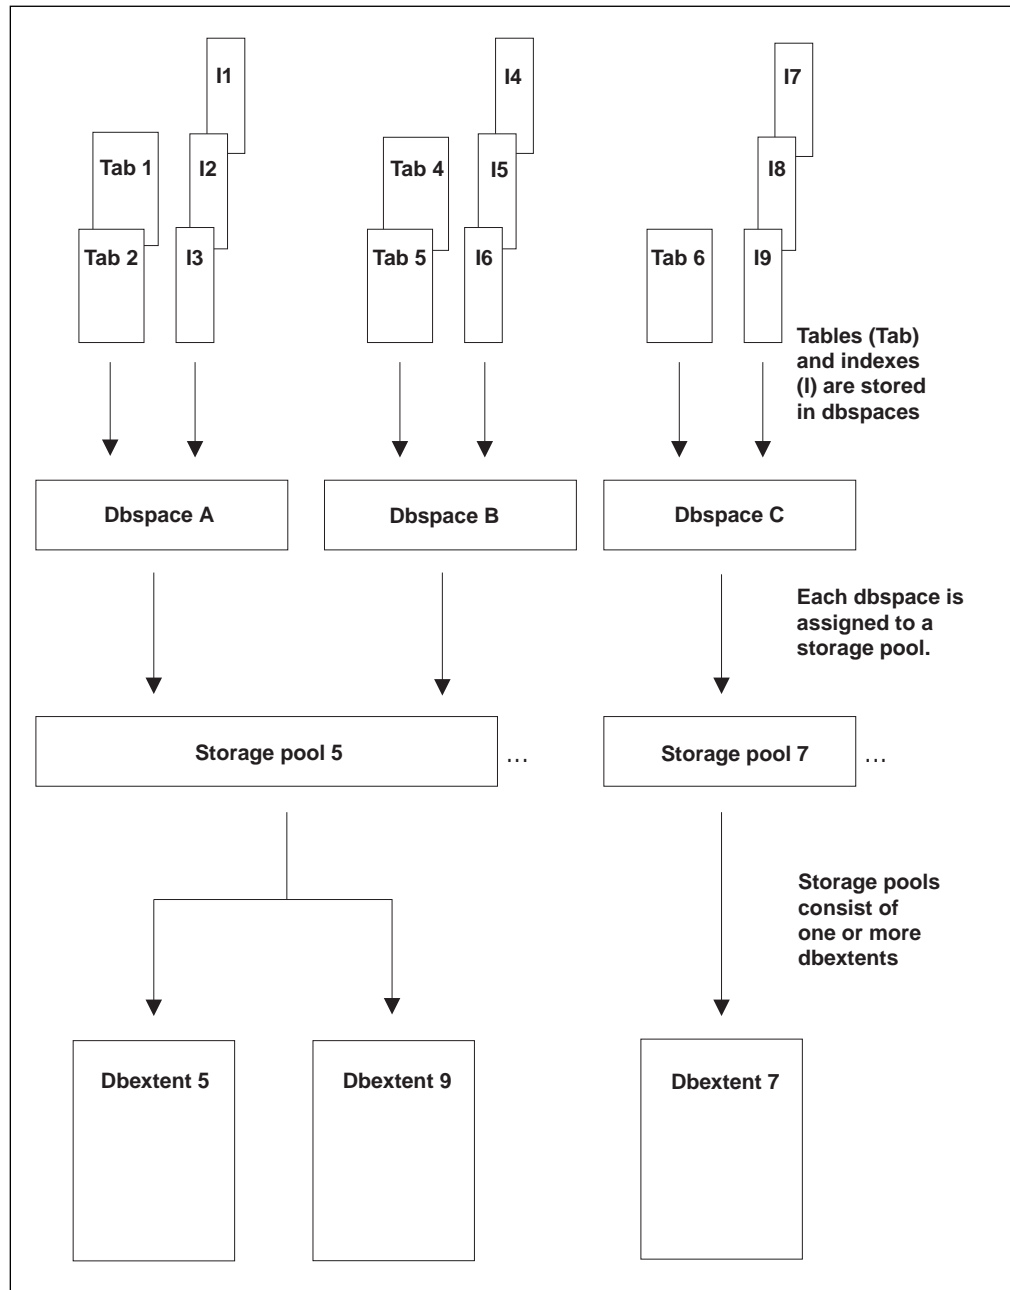 I1
I4
I7
Tab 1
I2
Tab 4
I5
I8
Tab 2
I3
Tab 5
I6
Tab 6
I9
Tables (Tab)
and indexes
(I) are stored
in dbspaces
Dbspace A
Dbspace B
Dbspace C
Each dbspace is
assigned to a
storage pool.
Storage pool 5
...
Storage pool 7
...
Storage pools
consist of
one or more
dbextents
Dbextent 5
Dbextent 9
Dbextent 7